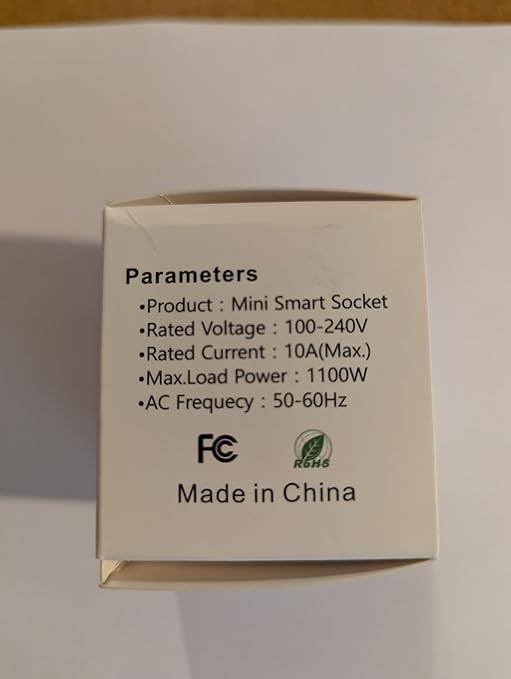 Parameters
•Product : Mini Smart Socket
•Rated Voltage : 100-240V
•Rated Current : 10A(Max.)
•Max.Load Power : 1100W
•AC Frequecy : 50-60Hz
FC
RoHS
Made in China